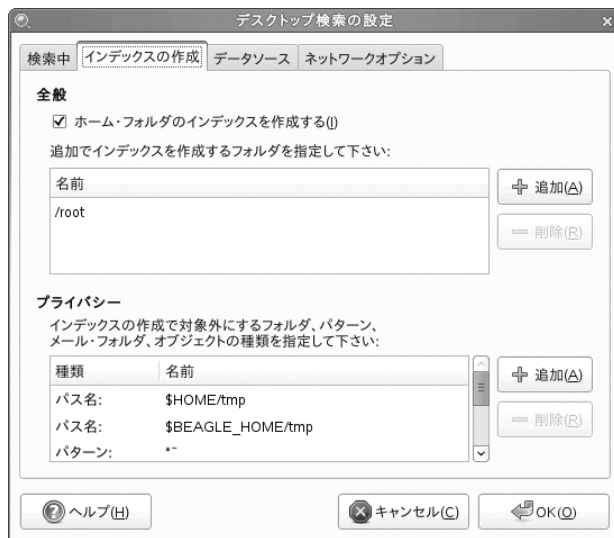 デスクトップ検索の設定
検索中 インデックスの作成 データソース ネットワークオプション
全般
ホーム・フォルダのインデックスを作成する(I)
追加でインデックスを作成するフォルダを指定して下さい:
名前
追加(A)
/root
削除(R)
プライバシー
インデックスの作成で対象外にするフォルダ、パターン、
メール・フォルダ、オブジェクトの種類を指定して下さい:
種類 名前
追加(A)
パス名: $HOME/tmp
パス名: $BEAGLE_HOME/tmp
削除(R)
パターン: *~
ヘルプ(H) キャンセル(C) OK(O)